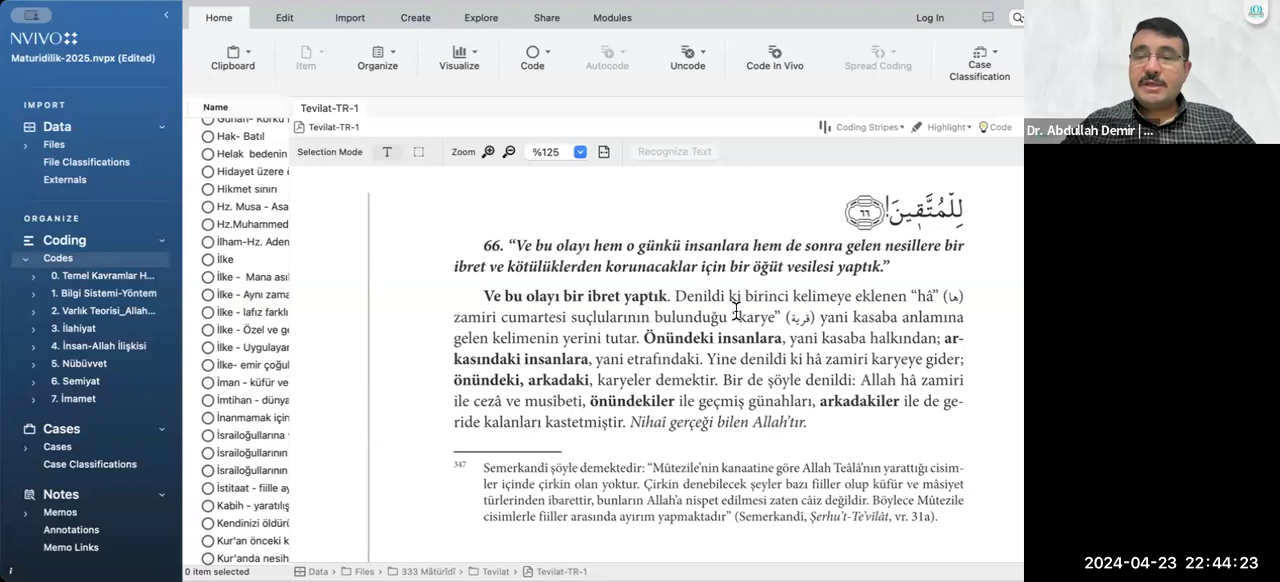 NVIVO
Maturidilik-2025.nvpx (Edited)
IMPORT
Data
Files
File Classifications
Externals
ORGANIZE
Coding
Codes
0. Temel Kavramlar H...
1. Bilgi Sistemi-Yöntem
2. Varlık Teorisi_Allah...
3. İlahiyat
4. İnsan-Allah İlişkisi
5. Nübüvvet
6. Semiyat
7. İmamet
Cases
Cases
Case Classifications
Notes
Memos
Annotations
Memo Links
Home Edit Import Create Explore Share Modules Log In
Clipboard Item Organize Visualize Code Autocode Uncode Code In Vivo Spread Coding Case
Classification
Name
Günah- Korku
Hak- Batıl
Helak bedenin
Hidayet üzere
Hikmet sınırı
Hz. Musa - Asa
Hz.Muhammed
İlham-Hz. Adem
İlke
İlke - Mana ası
İlke - Aynı zama
İlke - lafız farklı
İlke - Özel ve ge
İlke - Uygulayar
İlke- emir çoğul
İman - küfür ve
İmtihan - dünya
İnanmamak için
İsrailoğullarına
İsrailoğullarının
İsrailoğullarının
İstitaat - fiille ay
Kabih - yaratılış
Kendinizi öldürü
Kur'an önceki k
Kur'anda nesih
0 item selected
Tevilat-TR-1
Tevilat-TR-1 Coding Stripes Highlight Code
Selection Mode T Zoom %125 Recognize Text
لِلْمُتَّقِينَ ﴿٦٦﴾
66. “Ve bu olayı hem o günkü insanlara hem de sonra gelen nesillere bir
ibret ve kötülüklerden korunacaklar için bir öğüt vesilesi yaptık.”
Ve bu olayı bir ibret yaptık. Denildi ki birinci kelimeye eklenen “hâ” (ها)
zamiri cumartesi suçlularının bulunduğu “karye” (قرية) yani kasaba anlamına
gelen kelimenin yerini tutar. Önündeki insanlara, yani kasaba halkından; ar-
kasındaki insanlara, yani etrafındaki. Yine denildi ki hâ zamiri karyeye gider;
önündeki, arkadaki, karyeler demektir. Bir de şöyle denildi: Allah hâ zamiri
ile cezâ ve musîbeti, önündekiler ile geçmiş günahları, arkadakiler ile de ge-
ride kalanları kastetmiştir. Nihaî gerçeği bilen Allah’tır.
347 Semerkandî şöyle demektedir: “Mûtezile’nin kanaatine göre Allah Teâlâ’nın yarattığı cisim-
ler içinde çirkin olan yoktur. Çirkin denebilecek şeyler bazı fiiller olup küfür ve mâsiyet
türlerinden ibarettir, bunların Allah’a nispet edilmesi zaten câiz değildir. Böylece Mûtezile
cisimlerle fiiller arasında ayırım yapmaktadır” (Semerkandî, Şerhu’t-Te’vîlât, vr. 31a).
Data Files 333 Mâtürîdî Tevilat Tevilat-TR-1
Dr. Abdullah Demir | ...
2024-04-23 22:44:23